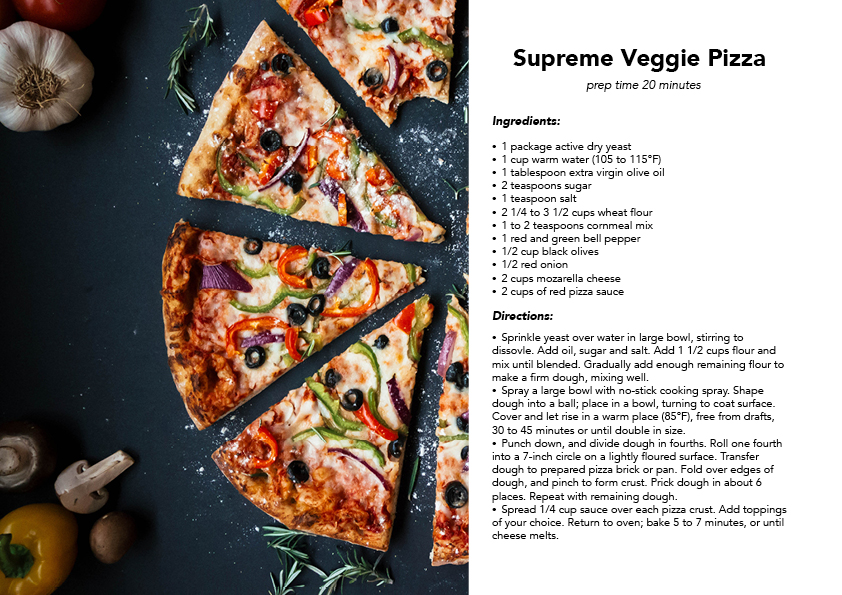 Supreme Veggie Pizza
prep time 20 minutes
Ingredients:
• 1 package active dry yeast
• 1 cup warm water (105 to 115°F)
• 1 tablespoon extra virgin olive oil
• 2 teaspoons sugar
• 1 teaspoon salt
• 2 1/4 to 3 1/2 cups wheat flour
• 1 to 2 teaspoons cornmeal mix
• 1 red and green bell pepper
• 1/2 cup black olives
• 1/2 red onion
• 2 cups mozarella cheese
• 2 cups of red pizza sauce
Directions:
• Sprinkle yeast over water in large bowl, stirring to
dissovle. Add oil, sugar and salt. Add 1 1/2 cups flour and
mix until blended. Gradually add enough remaining flour to
make a firm dough, mixing well.
• Spray a large bowl with no-stick cooking spray. Shape
dough into a ball; place in a bowl, turning to coat surface.
Cover and let rise in a warm place (85°F), free from drafts,
30 to 45 minutes or until double in size.
• Punch down, and divide dough in fourths. Roll one fourth
into a 7-inch circle on a lightly floured surface. Transfer
dough to prepared pizza brick or pan. Fold over edges of
dough, and pinch to form crust. Prick dough in about 6
places. Repeat with remaining dough.
• Spread 1/4 cup sauce over each pizza crust. Add toppings
of your choice. Return to oven; bake 5 to 7 minutes, or until
cheese melts.